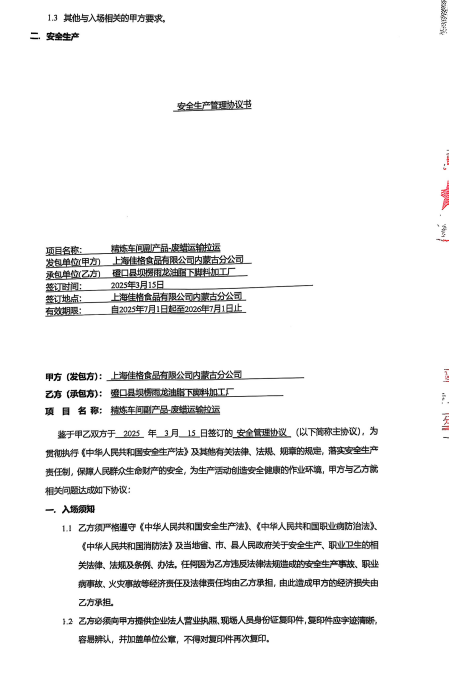 1.3 其他与入场相关的甲方要求。
二. 安全生产
安全生产管理协议书
项目名称： 精炼车间副产品-废蜡运输拉运
发包单位(甲方) 上海佳格食品有限公司内蒙古分公司
承包单位(乙方) 磴口县坝楞雨龙油脂下脚料加工厂
签订时间： 2025年3月15日
签订地点： 上海佳格食品有限公司内蒙古分公司
有效期限： 自2025年7月1日起至2026年7月1日止
甲方（发包方）： 上海佳格食品有限公司内蒙古分公司
乙方（承包方）： 磴口县坝楞雨龙油脂下脚料加工厂
项 目 名 称： 精炼车间副产品-废蜡运输拉运
鉴于甲乙双方于 2025 年 3 月 15 日签订的 安全管理协议 （以下简称主协议），为
贯彻执行《中华人民共和国安全生产法》及其他有关法律、法规、规章的规定，落实安全生产
责任制，保障人民群众生命财产的安全，为生产活动创造安全健康的作业环境，甲方与乙方就
相关问题达成如下协议：
一. 入场须知
1.1 乙方须严格遵守《中华人民共和国安全生产法》、《中华人民共和国职业病防治法》、
《中华人民共和国消防法》及当地省、市、县人民政府关于安全生产、职业卫生的相
关法律、法规及条例、办法。任何因为乙方违反法律法规造成的安全生产事故、职业
病事故、火灾事故等经济责任及法律责任均由乙方承担，由此造成甲方的经济损失由
乙方承担。
1.2 乙方必须向甲方提供企业法人营业执照、现场人员身份证复印件，复印件应字迹清晰，
容易辨认，并加盖单位公章，不得对复印件再次复印。